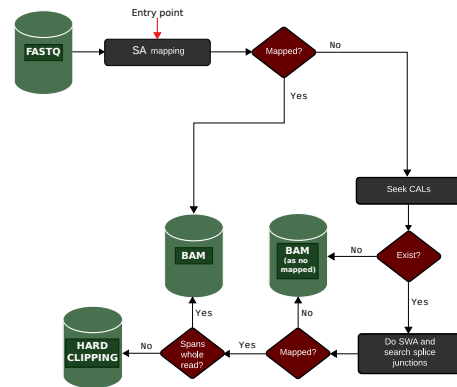 Entry point
FASTQ
SA mapping
Mapped?
No
Yes
Seek CALs
BAM
BAM
(as no
mapped)
No
Exist?
Yes
Yes
No
HARD
CLIPPING
No
Spans
whole
read?
Yes
Mapped?
Do SWA and
search splice
junctions